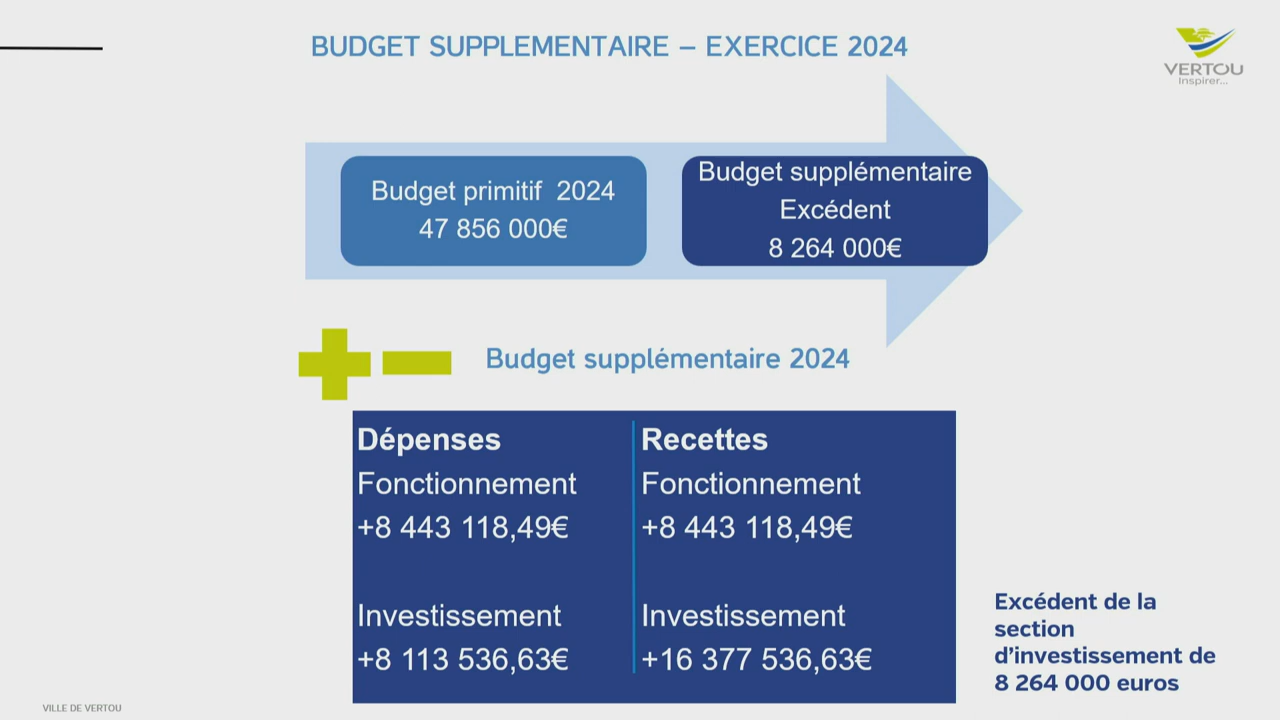 BUDGET SUPPLEMENTAIRE – EXERCICE 2024
VERTOU
Inspirer...
Budget primitif 2024
47 856 000€
Budget supplémentaire
Excédent
8 264 000€
Budget supplémentaire 2024
Dépenses
Fonctionnement
+8 443 118,49€
Investissement
+8 113 536,63€
Recettes
Fonctionnement
+8 443 118,49€
Investissement
+16 377 536,63€
Excédent de la
section
d'investissement de
8 264 000 euros
VILLE DE VERTOU